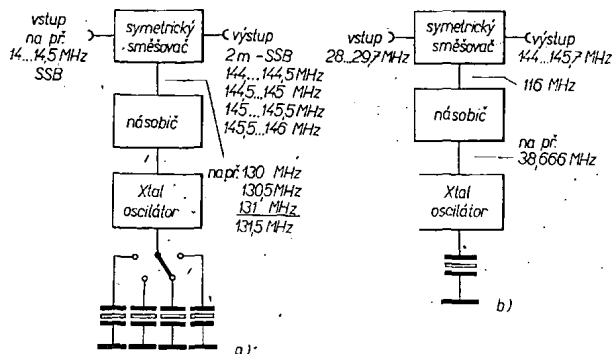 vstup
na př.
14...14,5 MHz
SSB
symetrický
směšovač
výstup
2m - SSB
144...144,5 MHz
144,5...145 MHz
145...145,5 MHz
145,5...146 MHz
násobič
např. 130 MHz
130,5 MHz
131 MHz
131,5 MHz
Xtal
oscilátor
a)
vstup
28...29,7 MHz
symetrický
směšovač
výstup
144...145,7 MHz
116 MHz
násobič
na př.
38,666 MHz
Xtal
oscilátor
b)